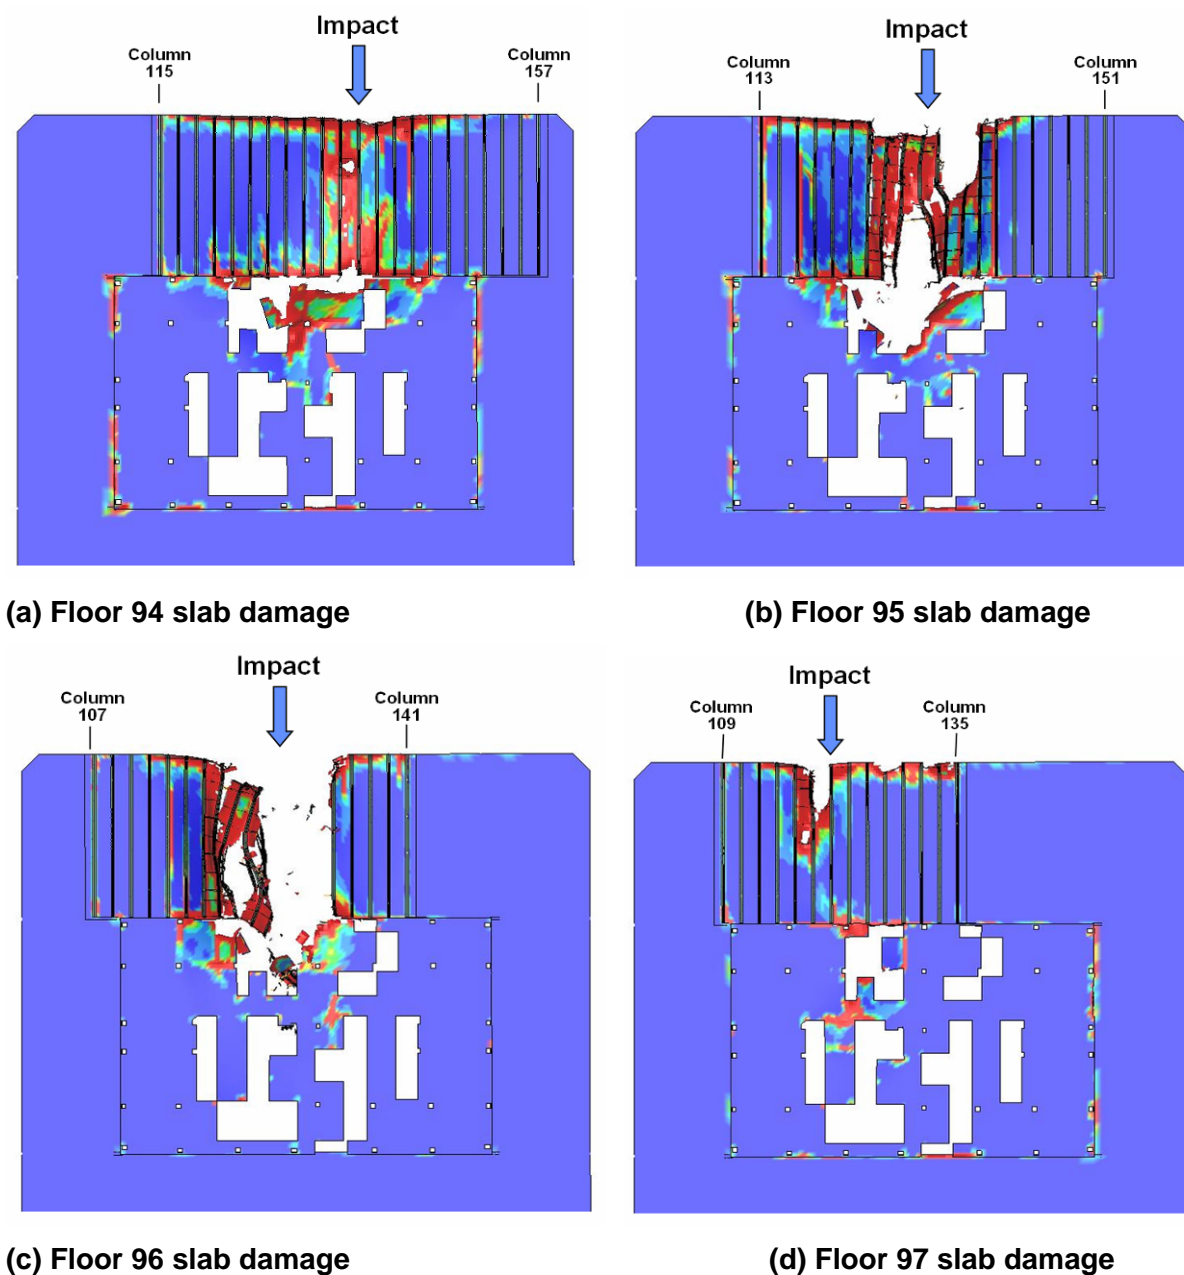 Impact
Column
115
Column
157
(a) Floor 94 slab damage
Impact
Column
113
Column
151
(b) Floor 95 slab damage
Impact
Column
107
Column
141
(c) Floor 96 slab damage
Impact
Column
109
Column
135
(d) Floor 97 slab damage